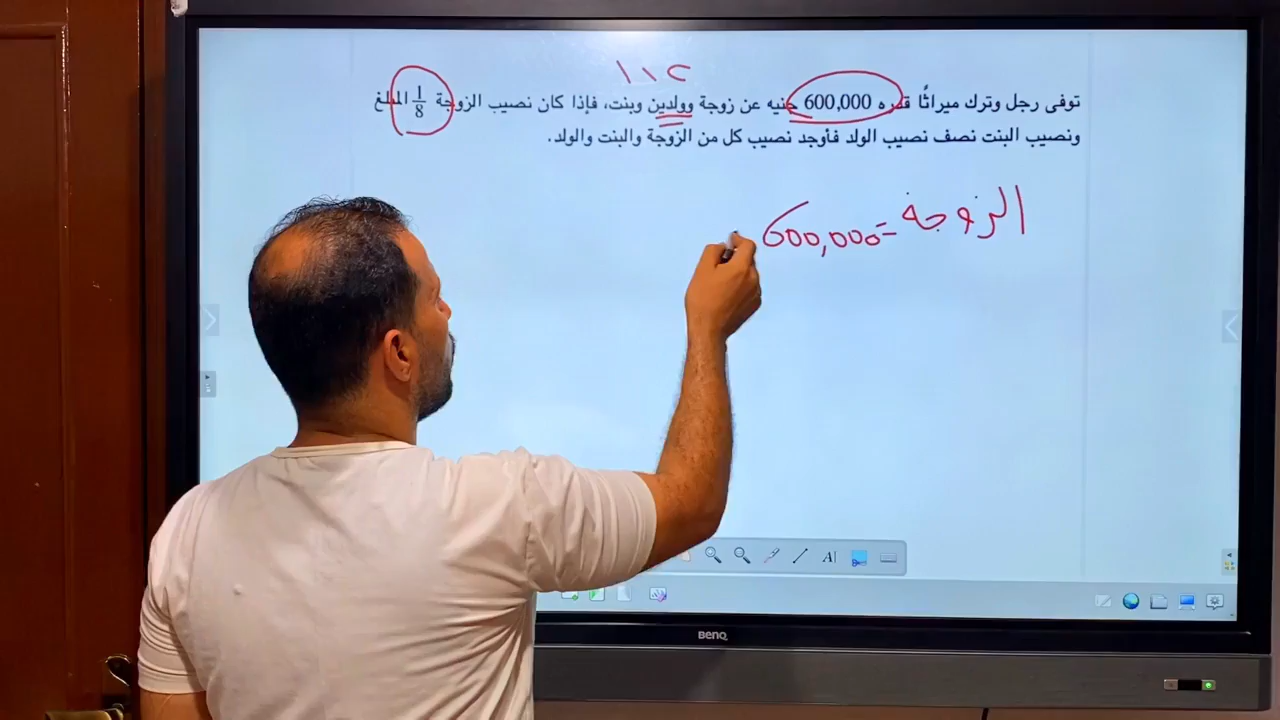 توفى رجل وترك ميراثًا قدره 600,000 جنيه عن زوجة وولدين وبنت، فإذا كان نصيب الزوجة 1/8 المبلغ
ونصيب البنت نصف نصيب الولد فأوجد نصيب كل من الزوجة والبنت والولد.
الزوجة = 600,000
A
BENQ